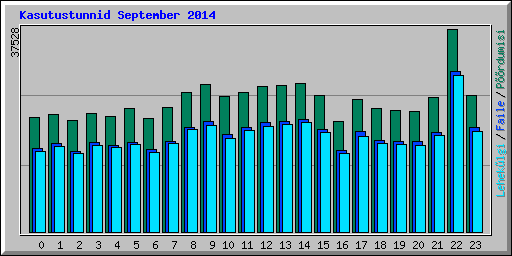 Kasutustunnid September 2014
37528
Lehekülgi / Faile / Pöördumisi
0 1 2 3 4 5 6 7 8 9 10 11 12 13 14 15 16 17 18 19 20 21 22 23